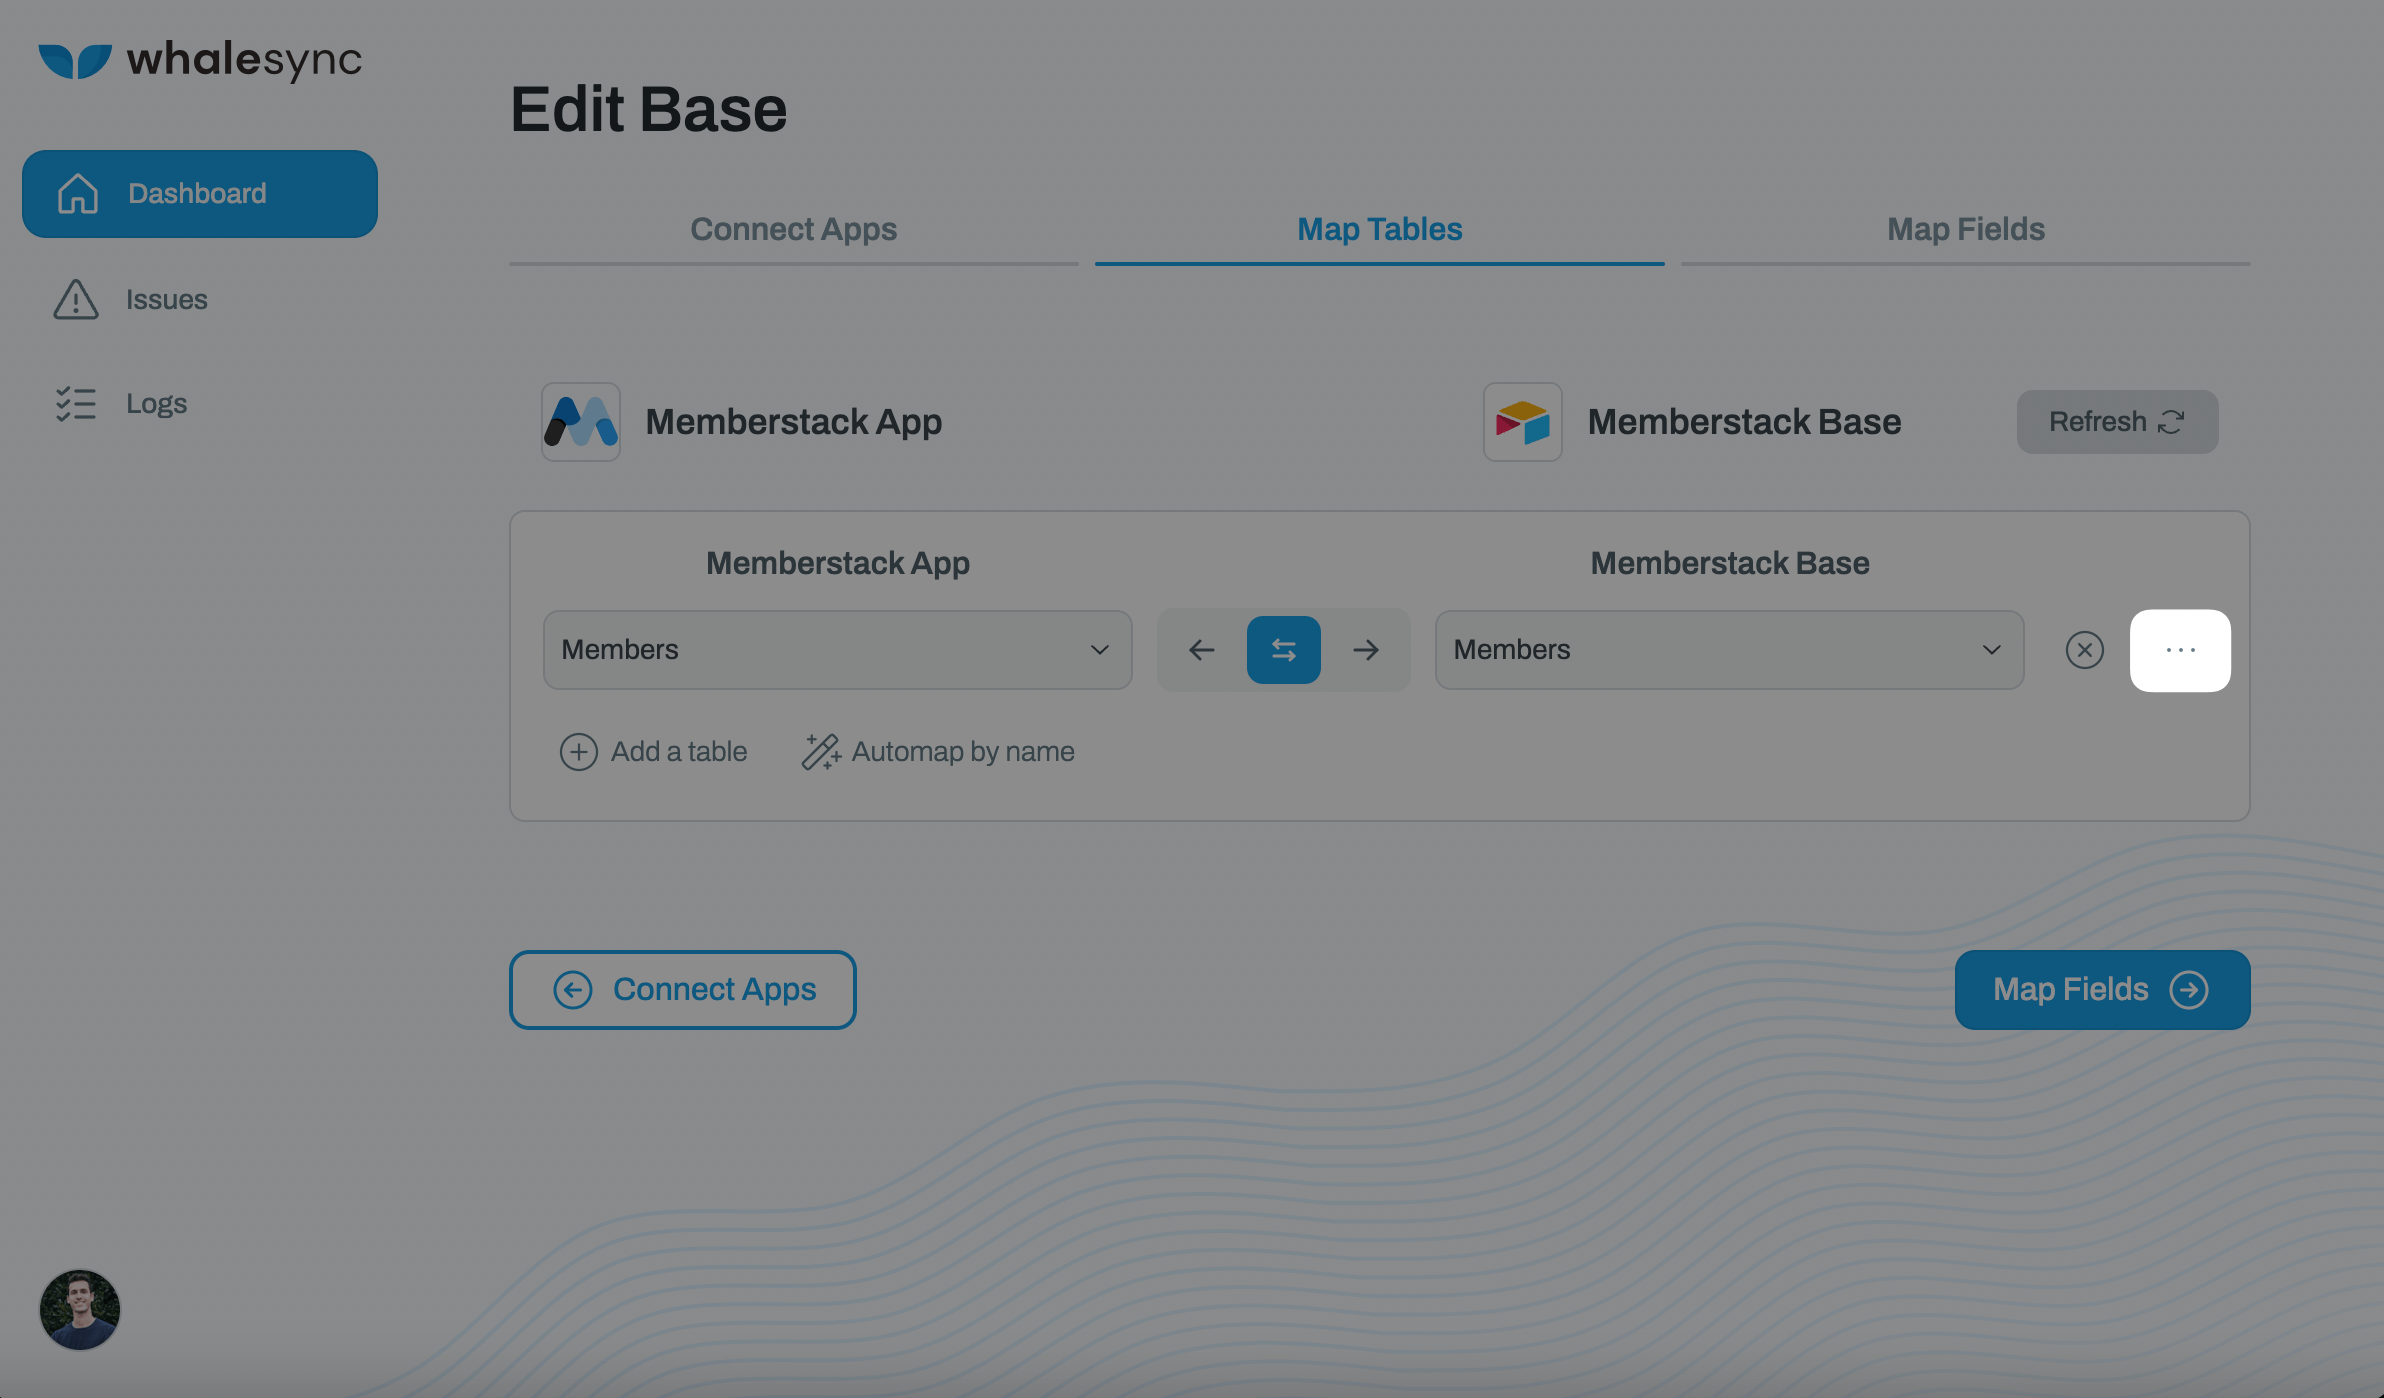 whalesync
Edit Base
Dashboard
Issues
Logs
Connect Apps
Map Tables
Map Fields
Memberstack App
Memberstack Base
Refresh
Memberstack App
Memberstack Base
Members
Members
...
Add a table
Automap by name
Connect Apps
Map Fields